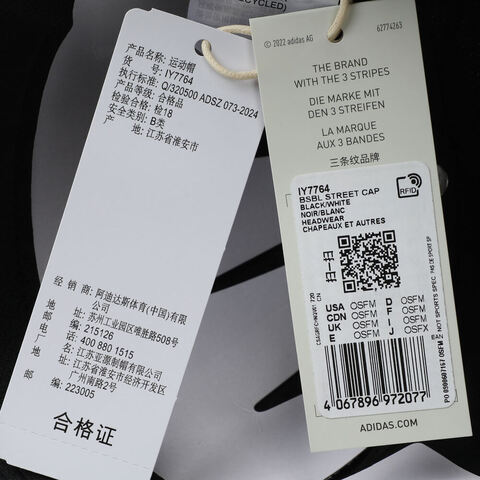 CYCLED)
产品名称: 运动帽
货 号: IY7764
执行标准: Q/320500 ADSZ 073-2024
产品等级: 合格品
检验合格: 检18
安全类别: B类
产 地: 江苏省淮安市
经 销 商: 阿迪达斯体育(中国)有限
公司
地 址: 苏州工业园区唯胜路508号
邮 编: 215126
电 话: 400 880 1515
制 造 商: 江苏亚源制帽有限公司
地 址: 江苏省淮安市经济开发区
广州南路2号
邮 编: 223005
合格证
© 2022 adidas AG
62774263
THE BRAND
WITH THE 3 STRIPES
DIE MARKE MIT
DEN 3 STREIFEN
LA MARQUE
AUX 3 BANDES
三条纹品牌
IY7764
BSBL STREET CAP
BLACK/WHITE
NOIR/BLANC
HEADWEAR
CHAPEAUX ET AUTRES
RFID
扫一扫
USA OSFM D OSFM
CDN OSFM F OSFM
UK OSFM I OSFM
E OSFM J OSFX
4 067896 972077
ADIDAS.COM